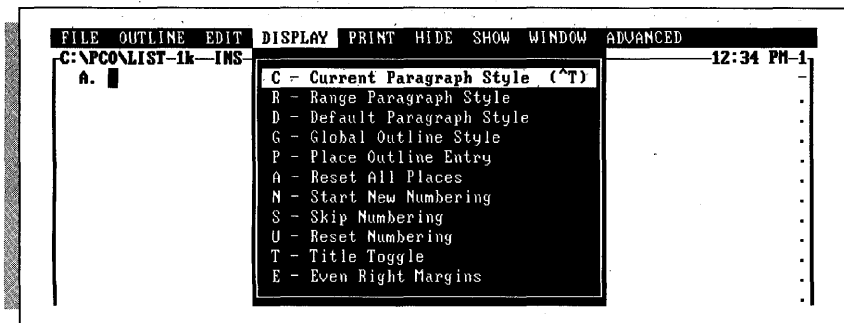 FILE OUTLINE EDIT DISPLAY PRINT HIDE SHOW WINDOW ADVANCED
C:\PCO\LIST-1k--INS 12:34 PM-1
A.
C - Current Paragraph Style (^T)
R - Range Paragraph Style
D - Default Paragraph Style
G - Global Outline Style
P - Place Outline Entry
A - Reset All Places
N - Start New Numbering
S - Skip Numbering
U - Reset Numbering
T - Title Toggle
E - Even Right Margins